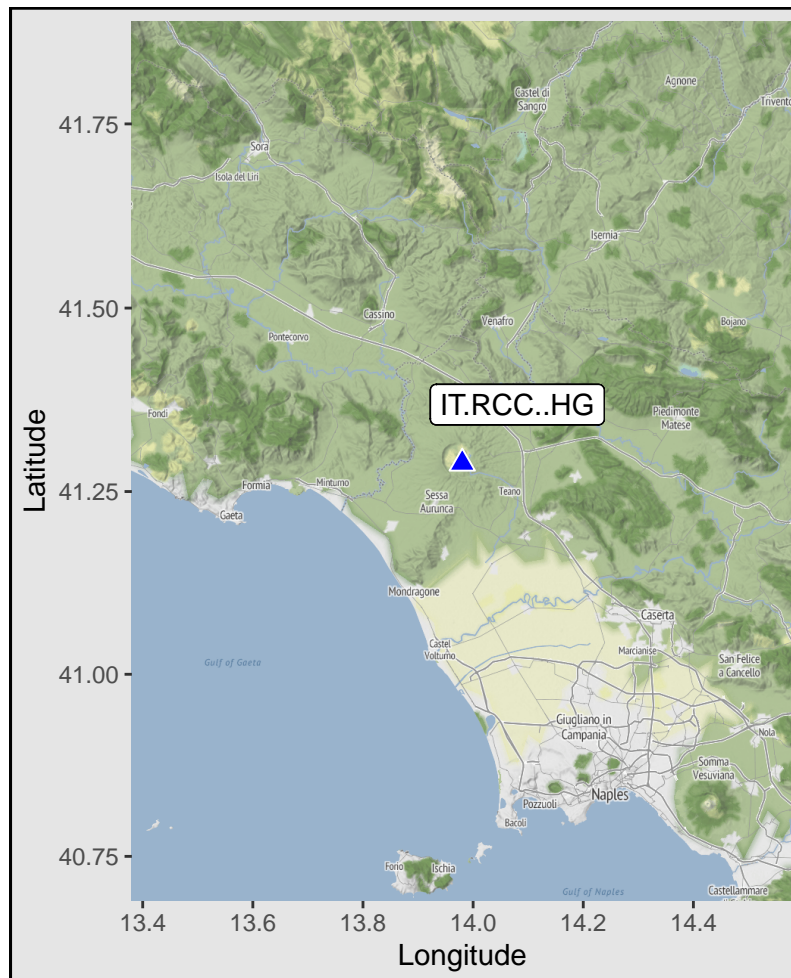 Castel di
Sangro
Agnone
Trivento
41.75
Sora
Isola del Liri
Isernia
41.50
Cassino
Venafro
Bojano
Pontecorvo
IT.RCC..HG
Fondi
Piedimonte
Matese
Latitude
41.25
Formia
Minturno
Sessa
Aurunca
Teano
Gaeta
Mondragone
Caserta
Castel
Volturno
Marcianise
San Felice
a Cancello
Gulf of Gaeta
41.00
Giugliano in
Campania
Nola
Somma
Vesuviana
Naples
Pozzuoli
Bacoli
40.75
Forio
Ischia
Gulf of Naples
Castellammare
13.4 13.6 13.8 14.0 14.2 14.4
Longitude